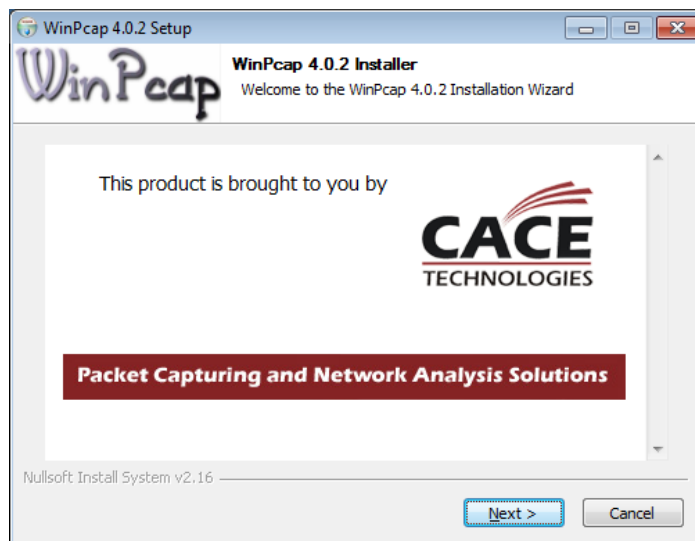 WinPcap 4.0.2 Setup
WinPcap
WinPcap 4.0.2 Installer
Welcome to the WinPcap 4.0.2 Installation Wizard
This product is brought to you by
CACE
TECHNOLOGIES
Packet Capturing and Network Analysis Solutions
Nullsoft Install System v2.16
Next >
Cancel